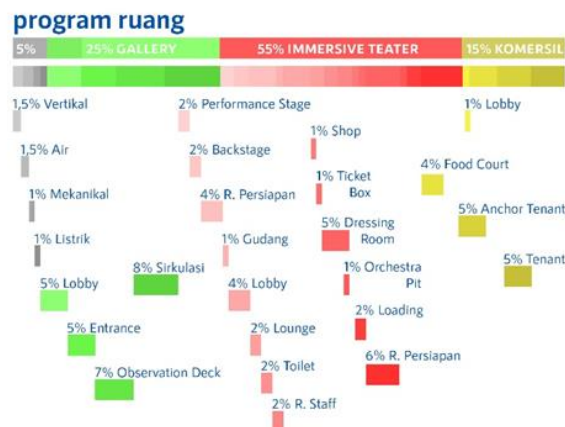 program ruang
5% 25% GALLERY 55% IMMERSIVE TEATER 15% KOMERSIL
1,5% Vertikal
1,5% Air
1% Mekanikal
1% Listrik
5% Lobby
5% Entrance
7% Observation Deck
8% Sirkulasi
2% Performance Stage
2% Backstage
4% R. Persiapan
1% Gudang
4% Lobby
2% Lounge
2% Toilet
2% R. Staff
1% Shop
1% Ticket
Box
5% Dressing
Room
1% Orchestra
Pit
2% Loading
6% R. Persiapan
1% Lobby
4% Food Court
5% Anchor Tenant
5% Tenant